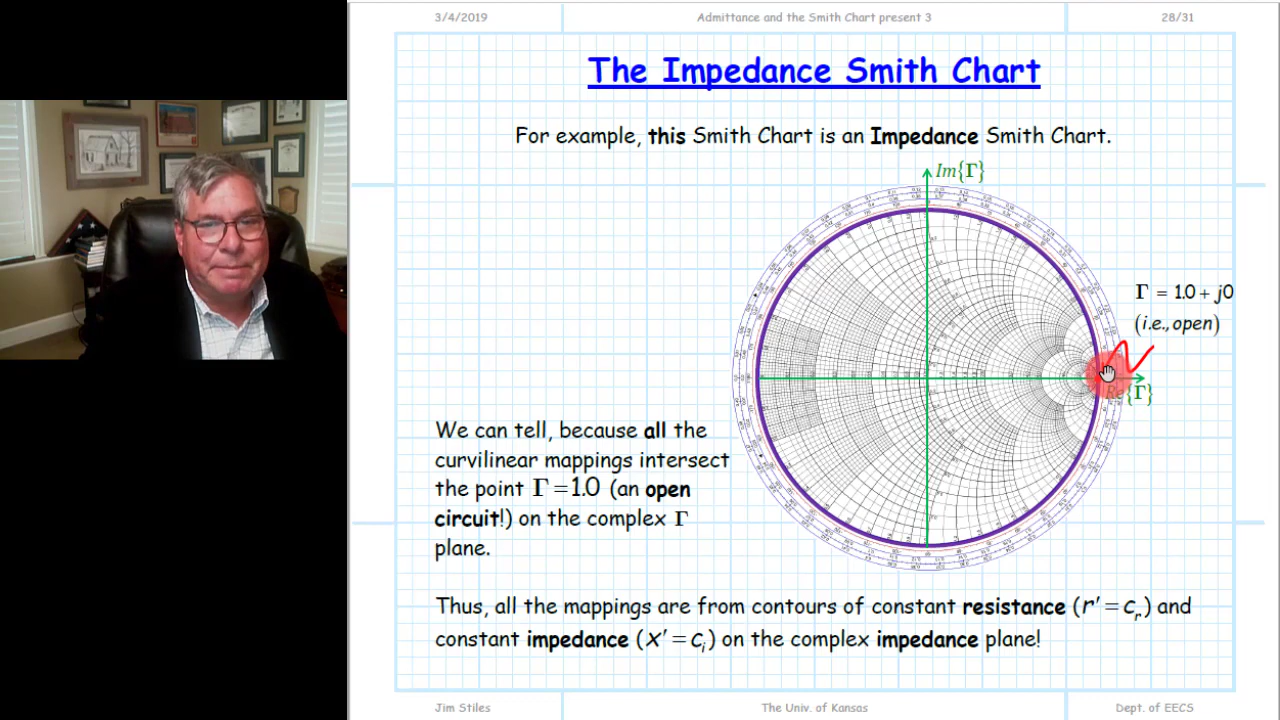 3/4/2019
Admittance and the Smith Chart present 3
28/31
The Impedance Smith Chart
For example, this Smith Chart is an Impedance Smith Chart.
Im{Γ}
Γ = 1.0 + j0
(i.e., open)
Re{Γ}
We can tell, because all the
curvilinear mappings intersect
the point Γ = 1.0 (an open
circuit!) on the complex Γ
plane.
Thus, all the mappings are from contours of constant resistance (r′ = cᵣ) and
constant impedance (x′ = cᵢ) on the complex impedance plane!
Jim Stiles
The Univ. of Kansas
Dept. of EECS